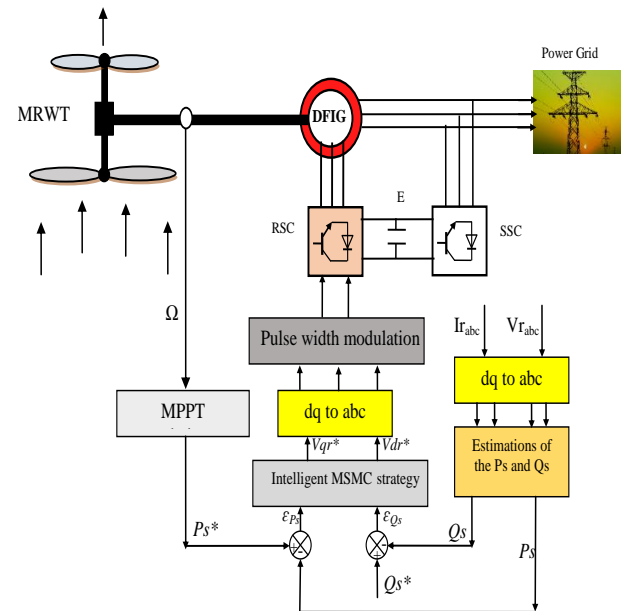 Power Grid
MRWT
DFIG
E
RSC
SSC
Ω
Ir_abc
Vr_abc
Pulse width modulation
dq to abc
MPPT
dq to abc
Vqr*
Vdr*
Estimations of
the Ps and Qs
Intelligent MSMC strategy
ε_Ps
ε_Qs
Ps*
Qs
Ps
Qs*